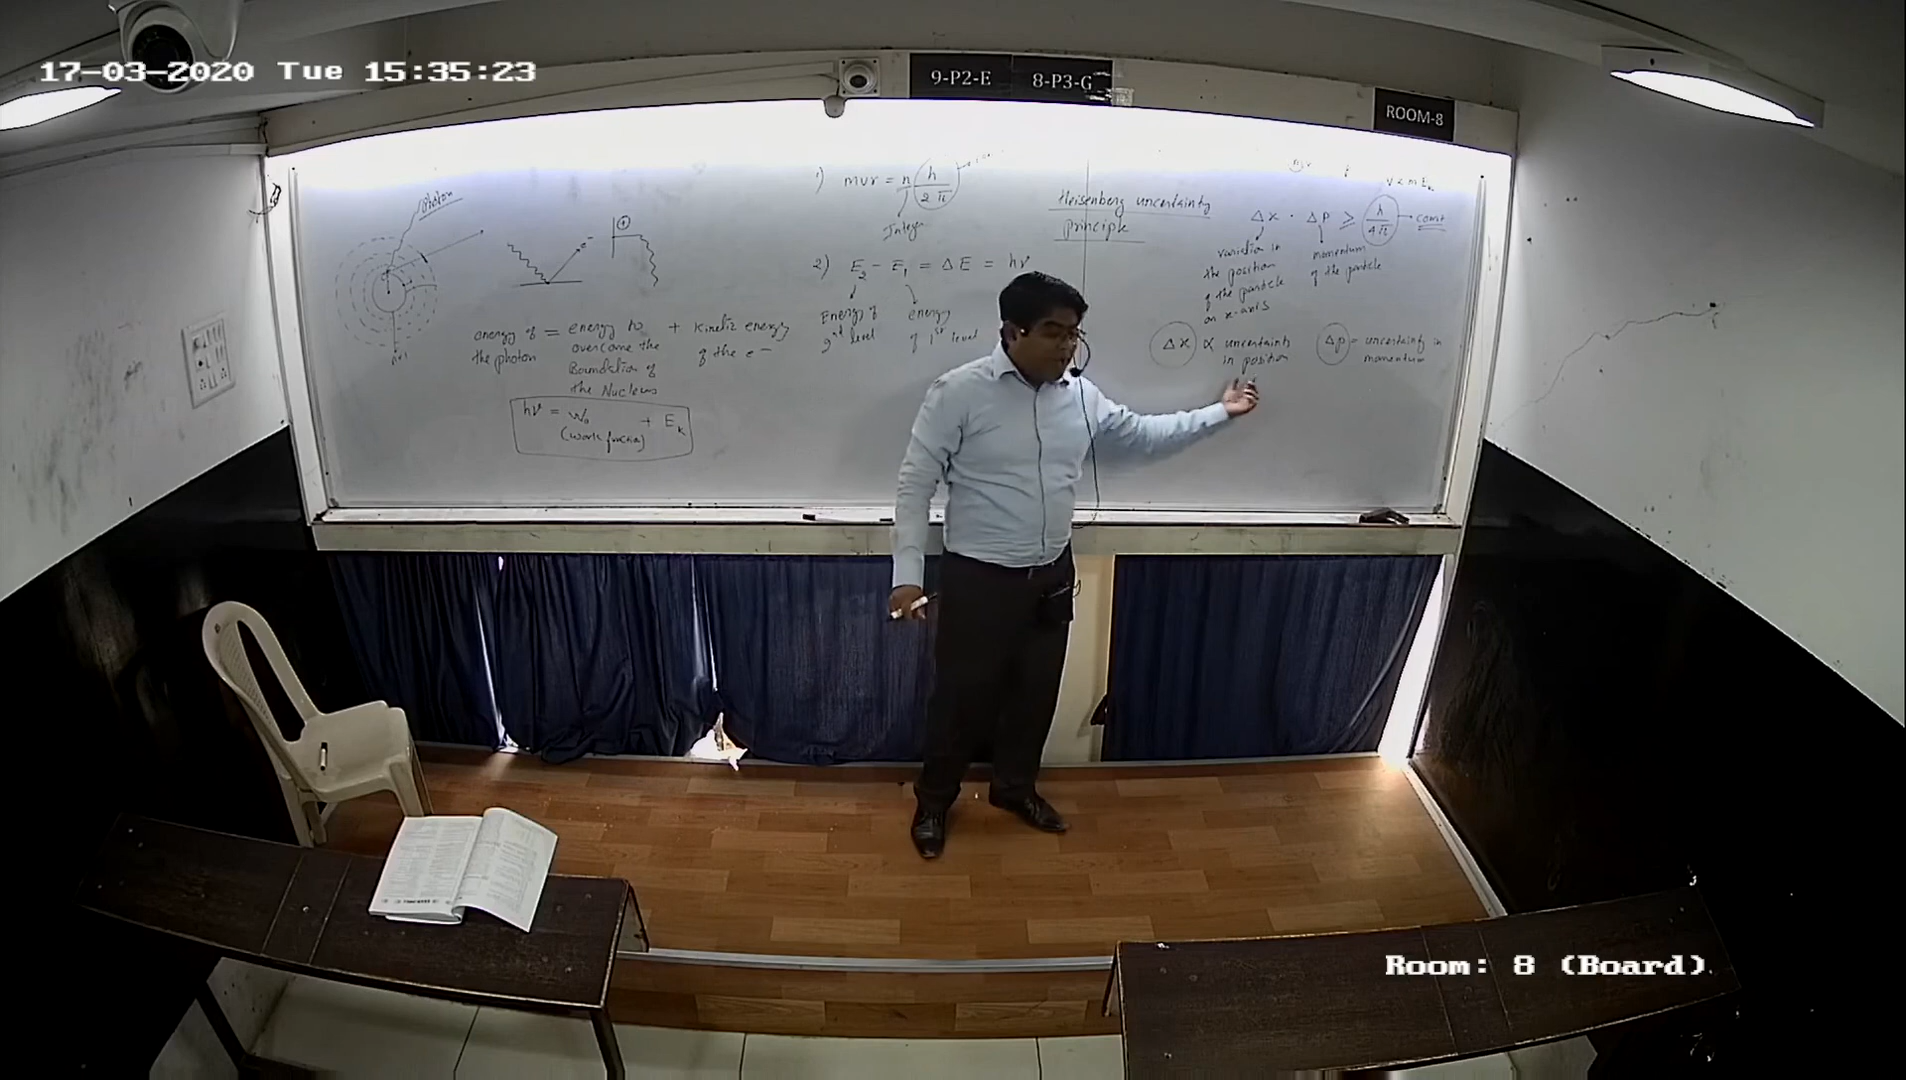 17-03-2020 Tue 15:35:23
9-P2-E
8-P3-G
ROOM-8
Photon
energy of the photon = energy to overcome the Boundation of the Nucleus + kinetic energy of the e-
hν = W₀ + E_k
(work function)
e-
1) mvr = n h/2π
Integer
2) E₂ - E₁ = ΔE = hν
Energy of 2nd level
energy of 1st level
Heisenberg uncertainty
principle
Δx . Δp ≥ h/4π const
variation in
the position
of the particle
on x-axis
momentum
of the particle
Δx ∝ uncertainty
in position
Δp = uncertainty in
momentum
Room: 8 (Board)